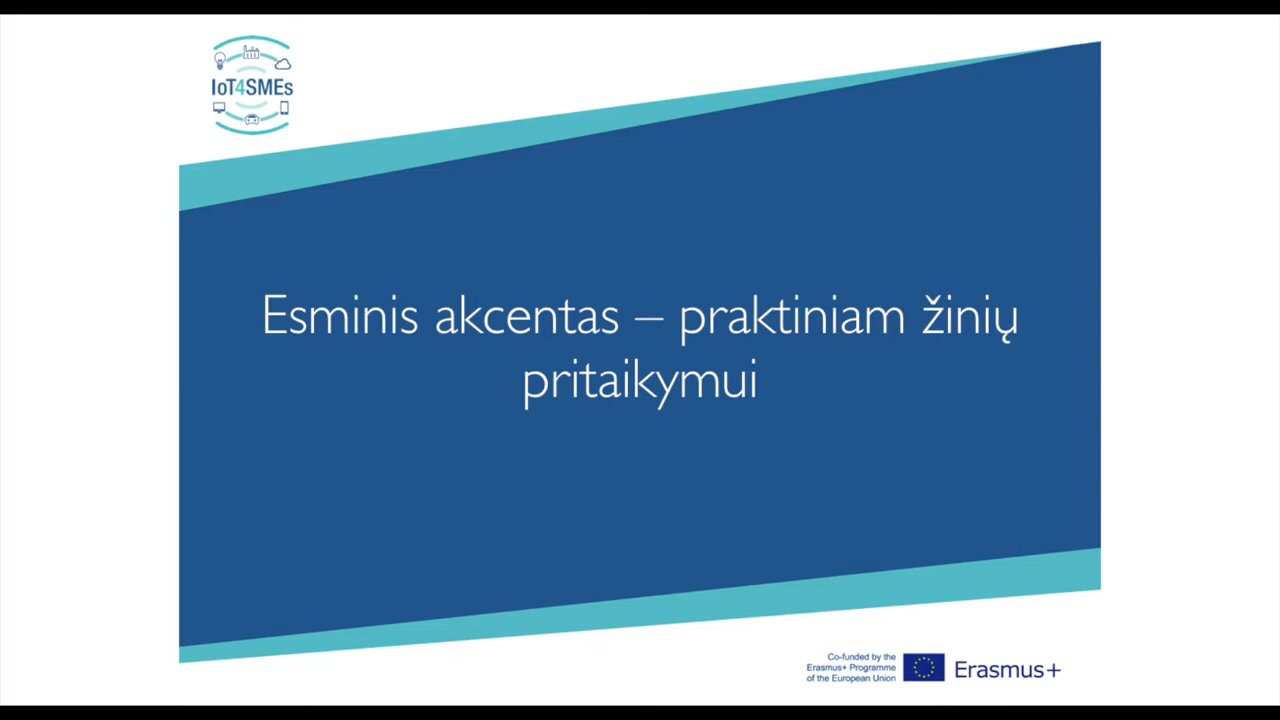 IoT4SMEs
Esminis akcentas – praktiniam žinių
pritaikymui
Co-funded by the
Erasmus+ Programme
of the European Union
Erasmus+